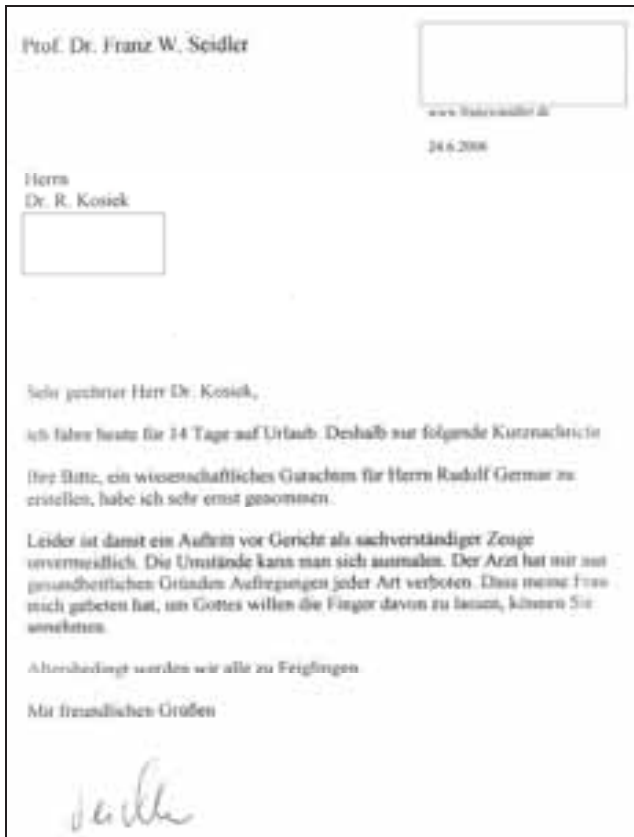 Prof. Dr. Franz W. Seidler
www.franzwseidler.de
24.6.2006
Herrn
Dr. R. Kosiek
Sehr geehrter Herr Dr. Kosiek,
ich fahre heute für 14 Tage auf Urlaub. Deshalb nur folgende Kurznachricht
Ihre Bitte, ein wissenschaftliches Gutachten für Herrn Rudolf Germar zu
erstellen, habe ich sehr ernst genommen.
Leider ist damit ein Auftritt vor Gericht als sachverständiger Zeuge
unvermeidlich. Die Umstände kann man sich ausmalen. Der Arzt hat mir aus
gesundheitlichen Gründen Aufregungen jeder Art verboten. Dass meine Frau
mich gebeten hat, um Gottes willen die Finger davon zu lassen, können Sie
annehmen.
Altersbedingt werden wir alle zu Feiglingen.
Mit freundlichen Grüßen
Seidler